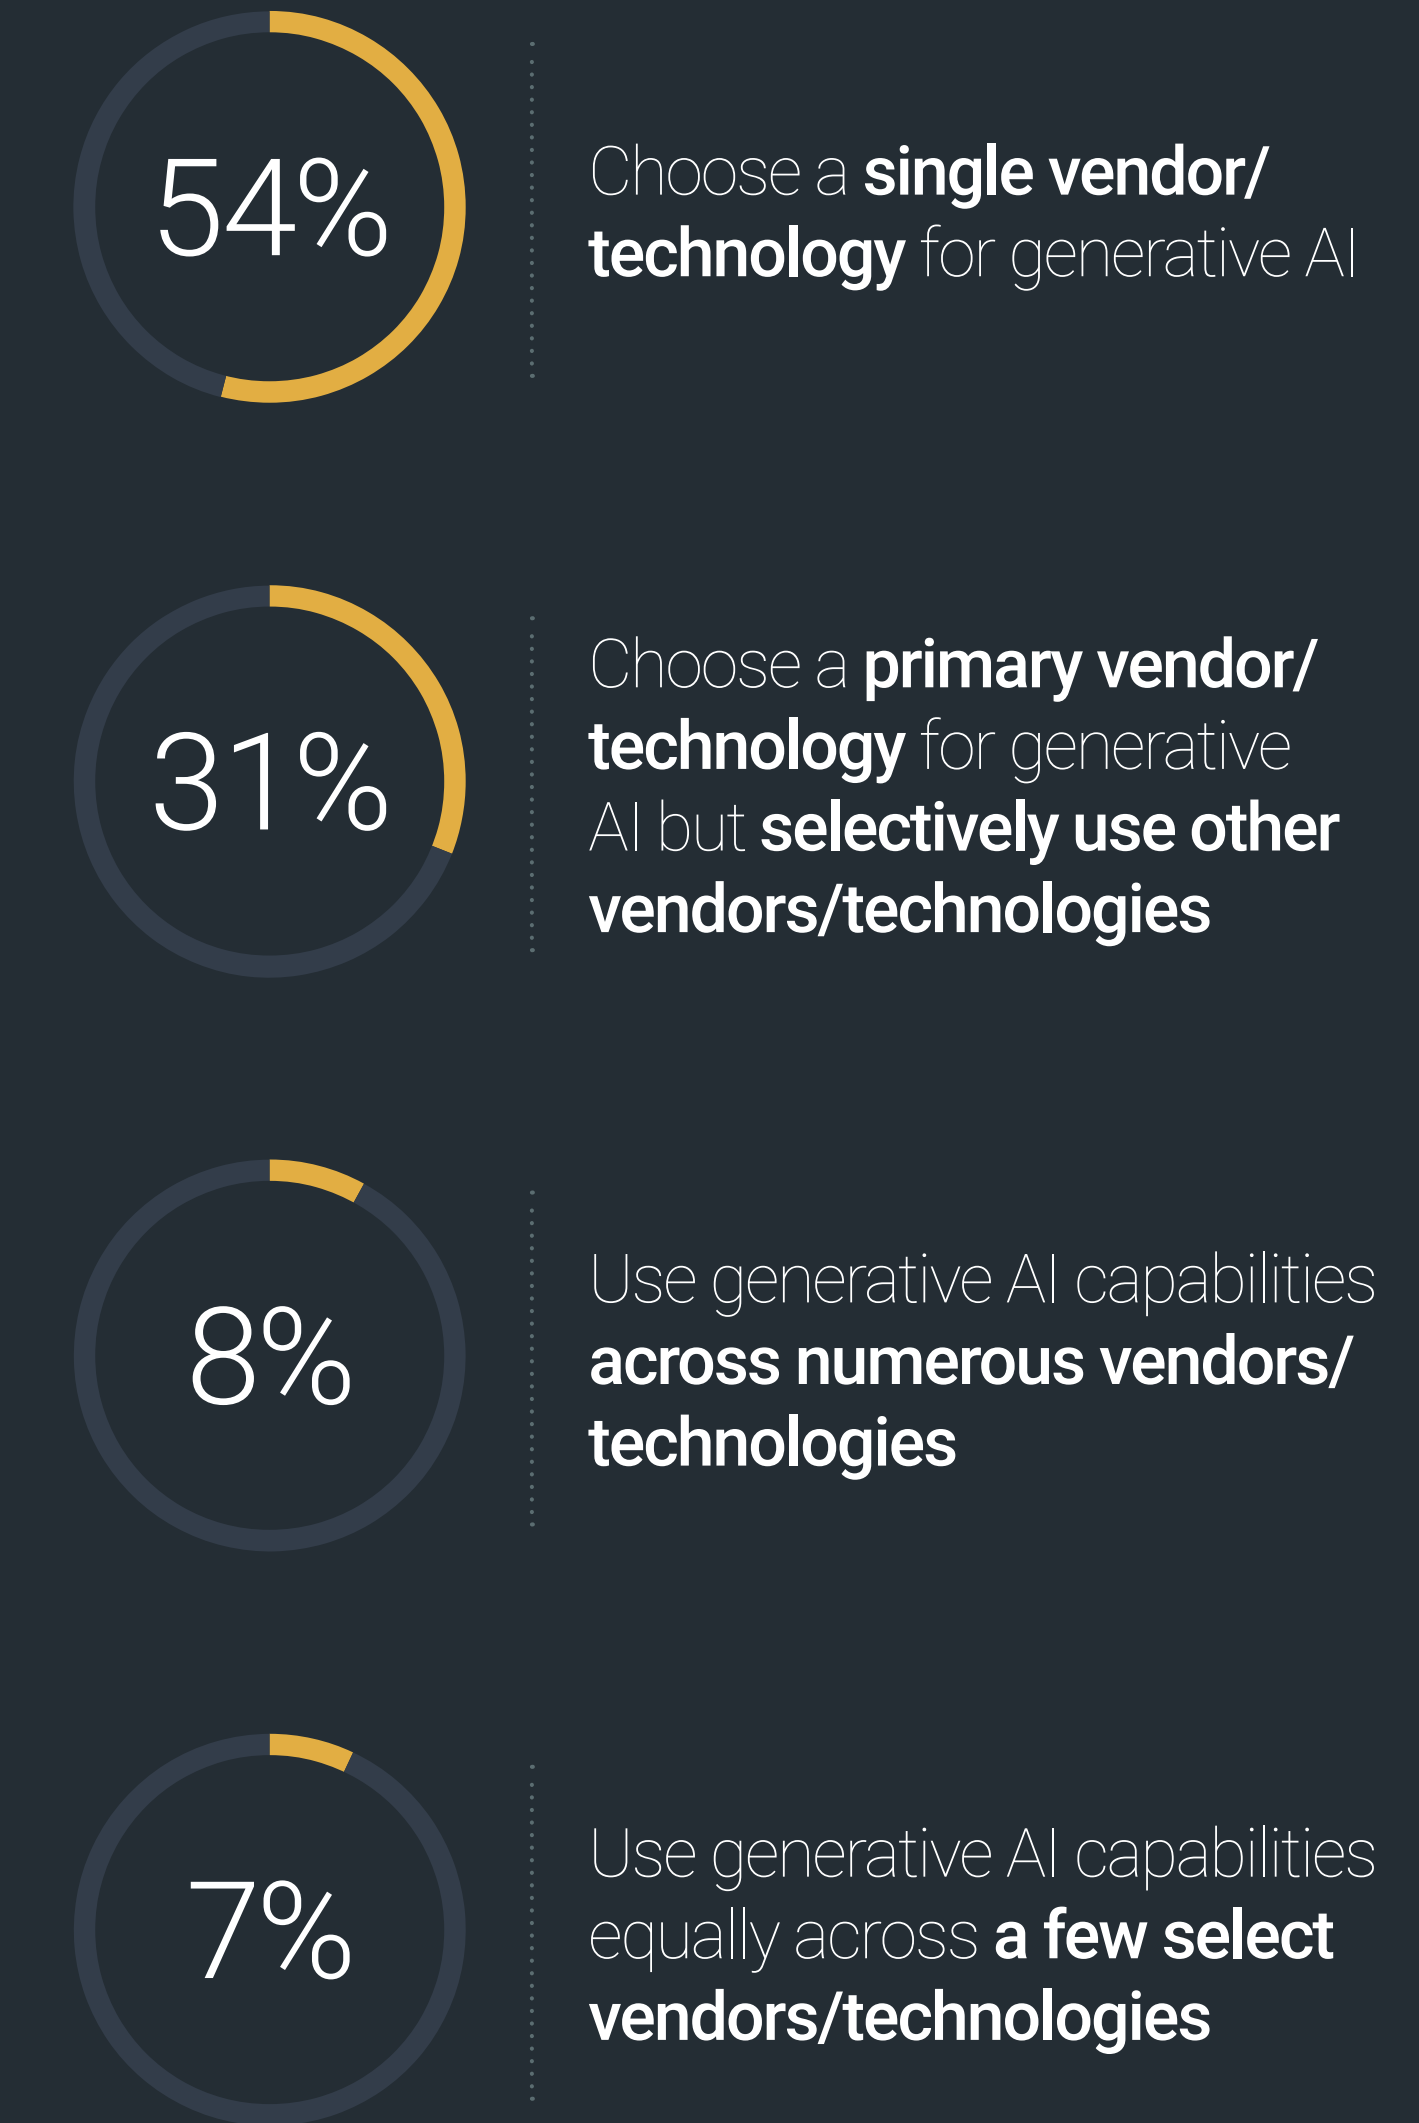 54%
Choose a single vendor/
technology for generative AI
31%
Choose a primary vendor/
technology for generative
AI but selectively use other
vendors/technologies
8%
Use generative AI capabilities
across numerous vendors/
technologies
7%
Use generative AI capabilities
equally across a few select
vendors/technologies